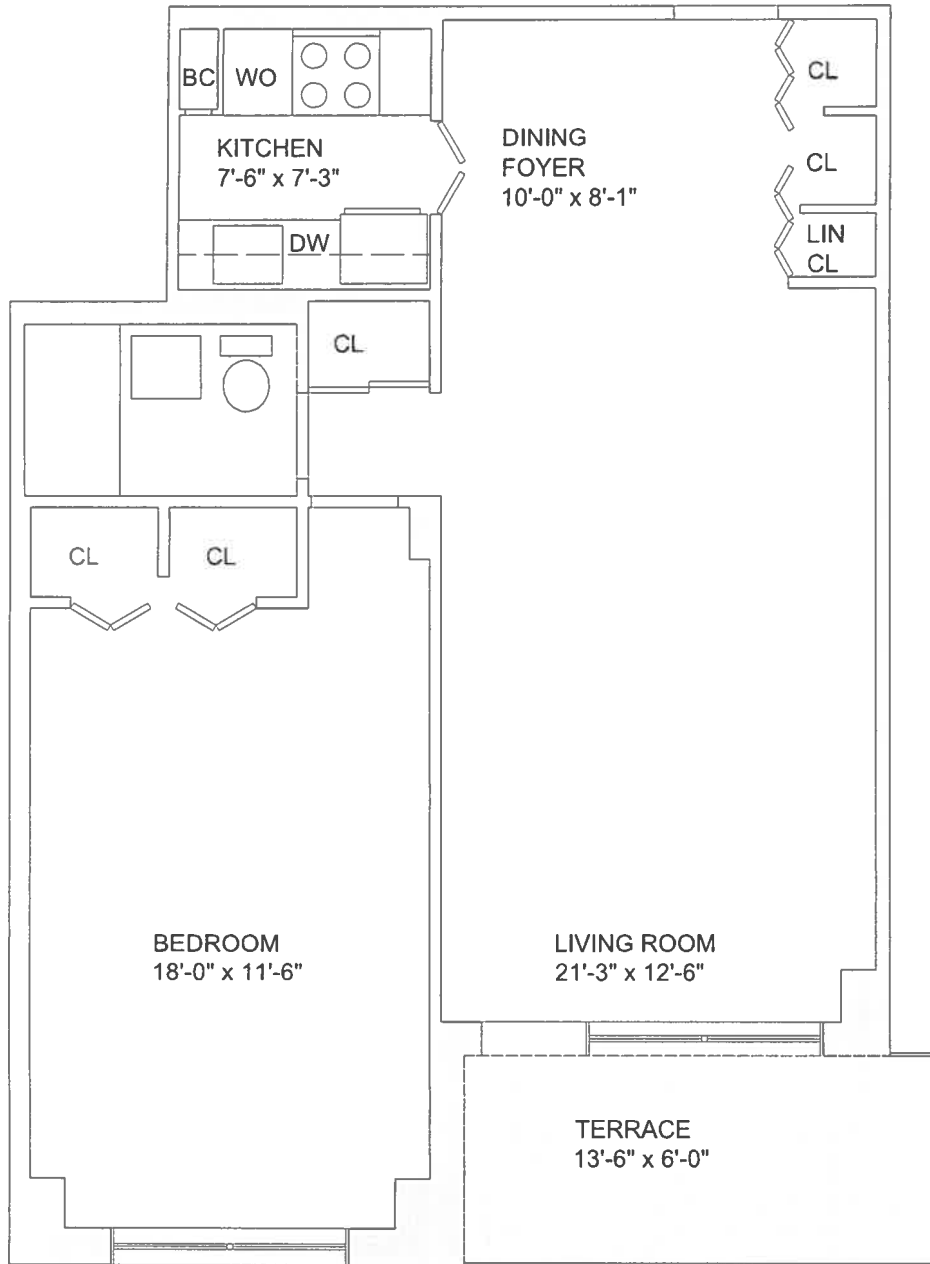 BC
WO
KITCHEN
7'-6" x 7'-3"
DW
DINING
FOYER
10'-0" x 8'-1"
CL
CL
LIN
CL
CL
CL
CL
BEDROOM
18'-0" x 11'-6"
LIVING ROOM
21'-3" x 12'-6"
TERRACE
13'-6" x 6'-0"